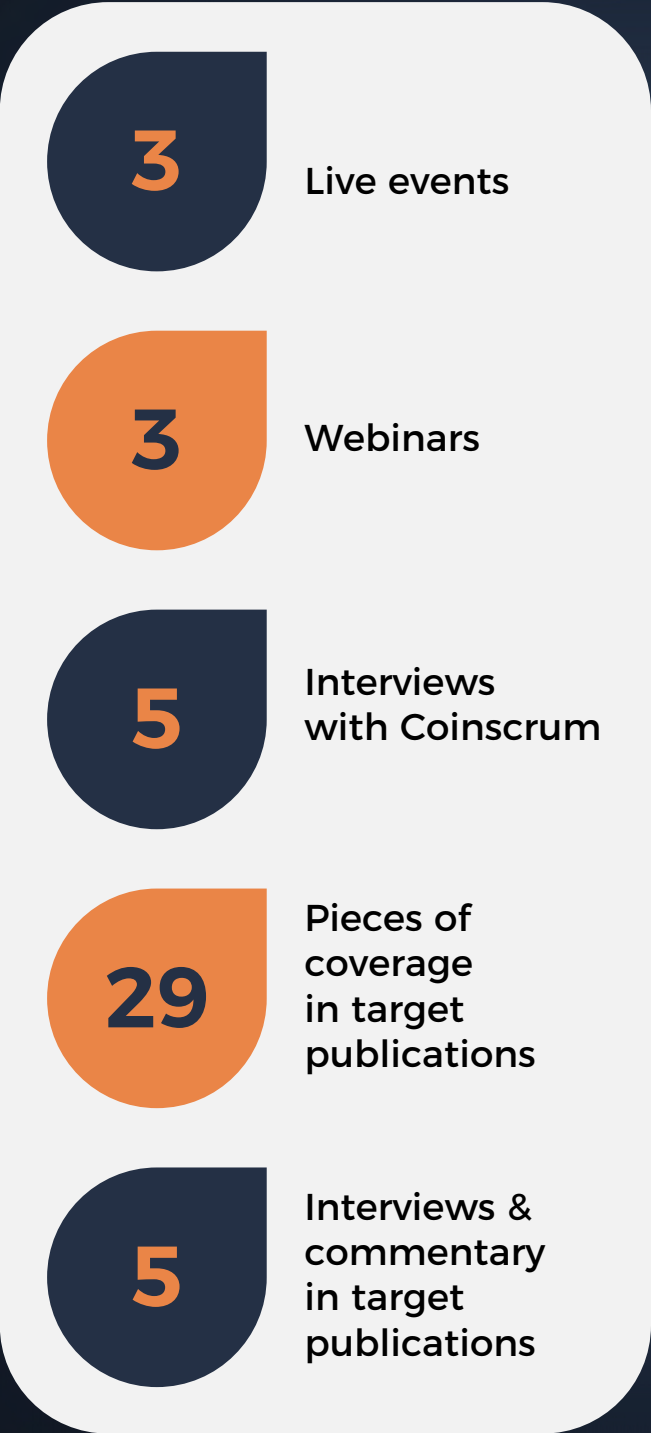 3
Live events
3
Webinars
5
Interviews
with Coinscrum
29
Pieces of
coverage
in target
publications
5
Interviews &
commentary
in target
publications